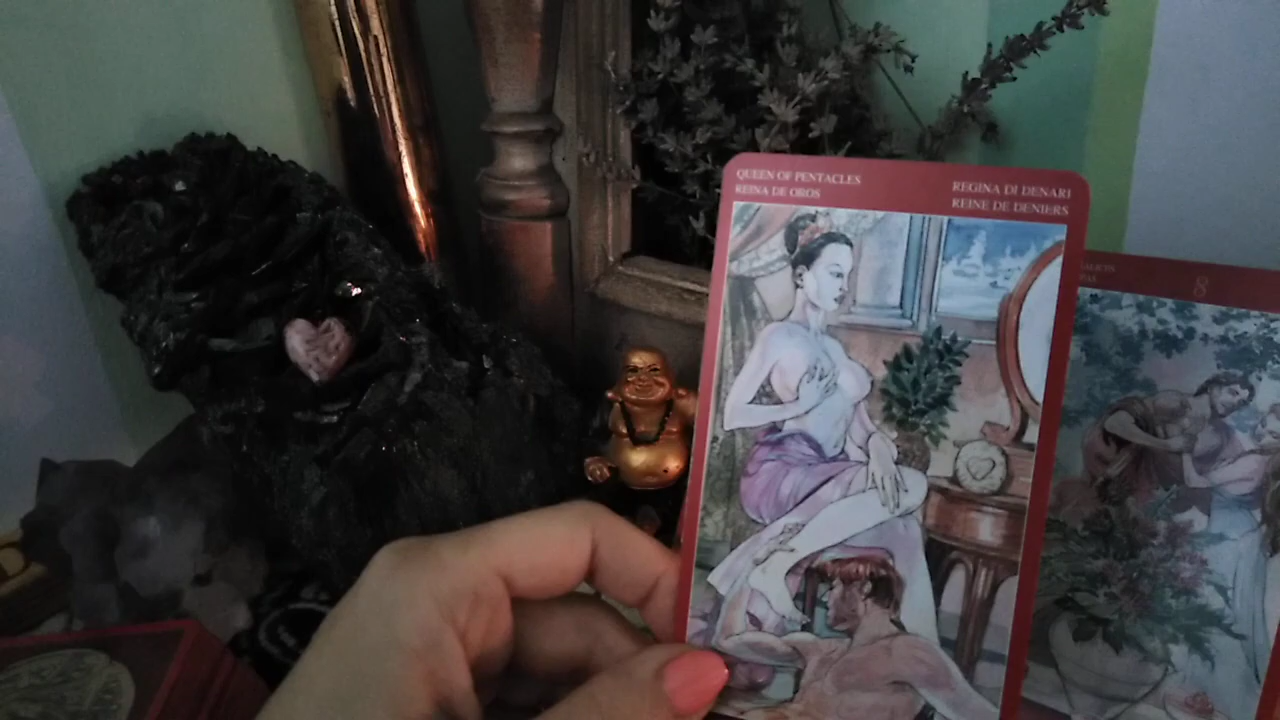 QUEEN OF PENTACLES
REINA DE OROS
REGINA DI DENARI
REINE DE DENIERS
8